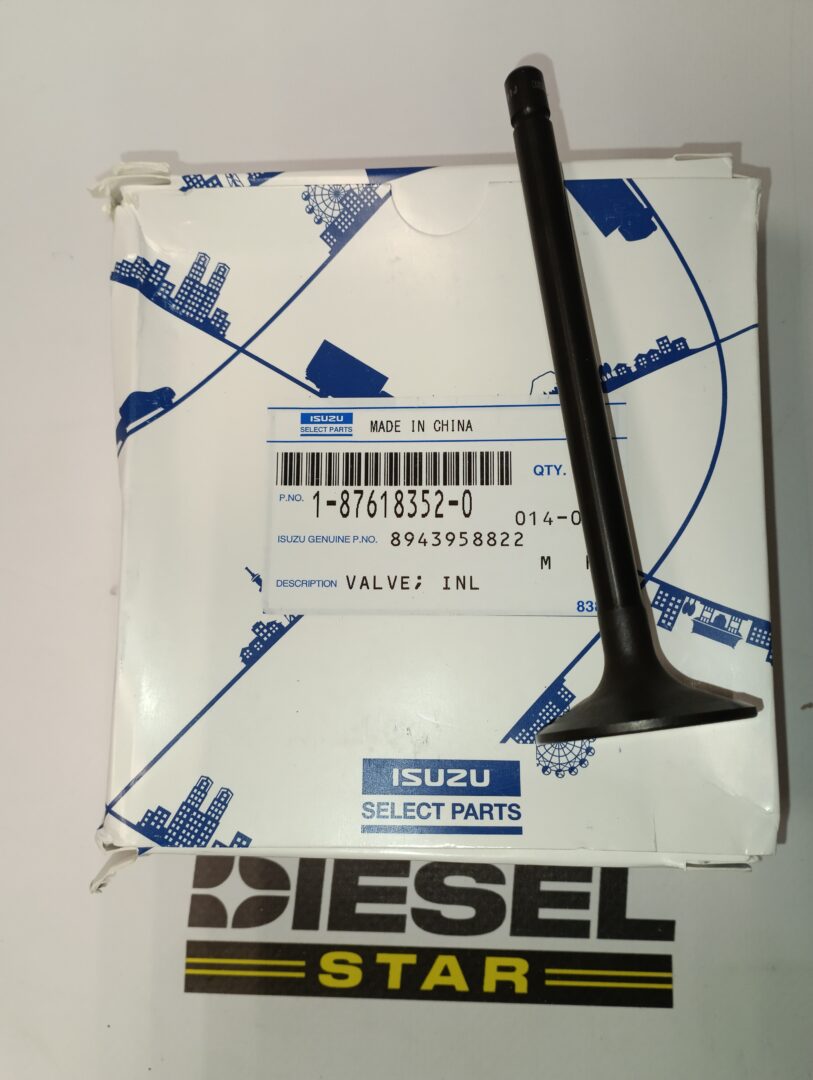 ISUZU
SELECT PARTS
MADE IN CHINA
QTY.
P.NO. 1-87618352-0
014-0
ISUZU GENUINE P.NO. 8943958822
M
DESCRIPTION VALVE; INL
838
ISUZU
SELECT PARTS
DIESEL
STAR